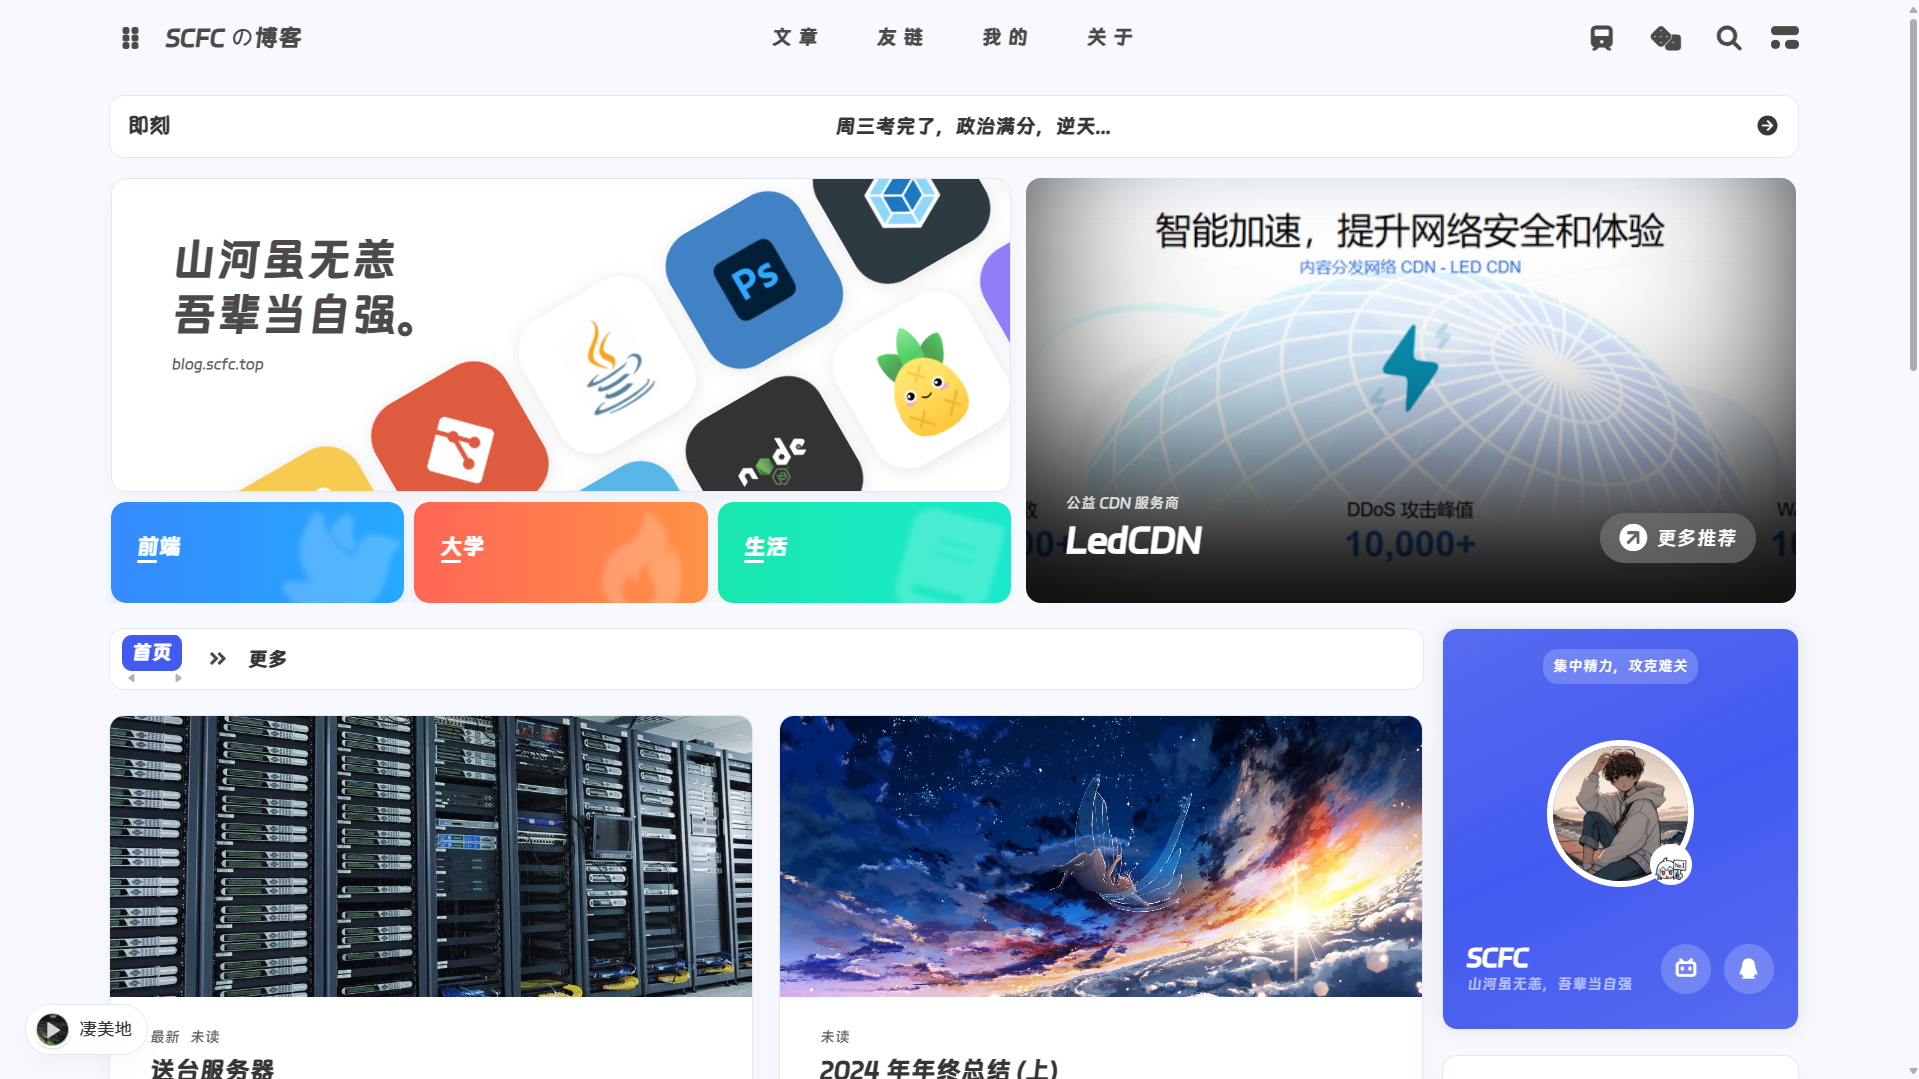 SCFC の博客
文章
友链
我的
关于
即刻
周三考完了，政治满分，逆天...
山河虽无恙
吾辈当自强。
blog.scfc.top
Ps
node
智能加速，提升网络安全和体验
内容分发网络 CDN - LED CDN
DDoS 攻击峰值
10,000+
公益 CDN 服务商
LedCDN
更多推荐
前端
大学
生活
首页
更多
集中精力，攻克难关
SCFC
山河虽无恙，吾辈当自强
凄美地
最新 未读
送台服务器
未读
2024 年年终总结 (上)